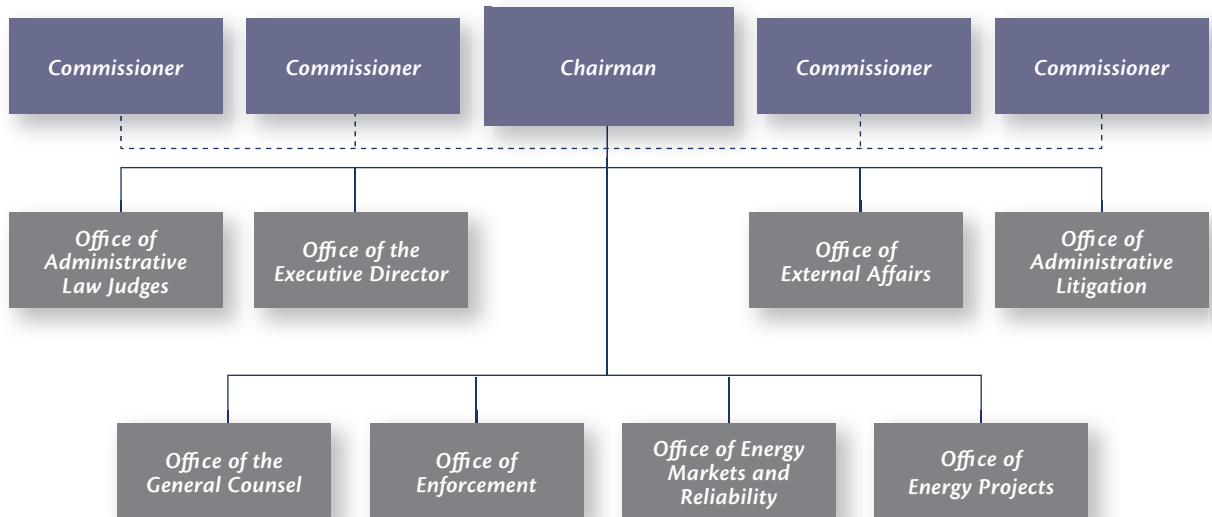 Commissioner
Commissioner
Chairman
Commissioner
Commissioner
Office of
Administrative
Law Judges
Office of the
Executive Director
Office of
External Affairs
Office of
Administrative
Litigation
Office of the
General Counsel
Office of
Enforcement
Office of Energy
Markets and
Reliability
Office of
Energy Projects